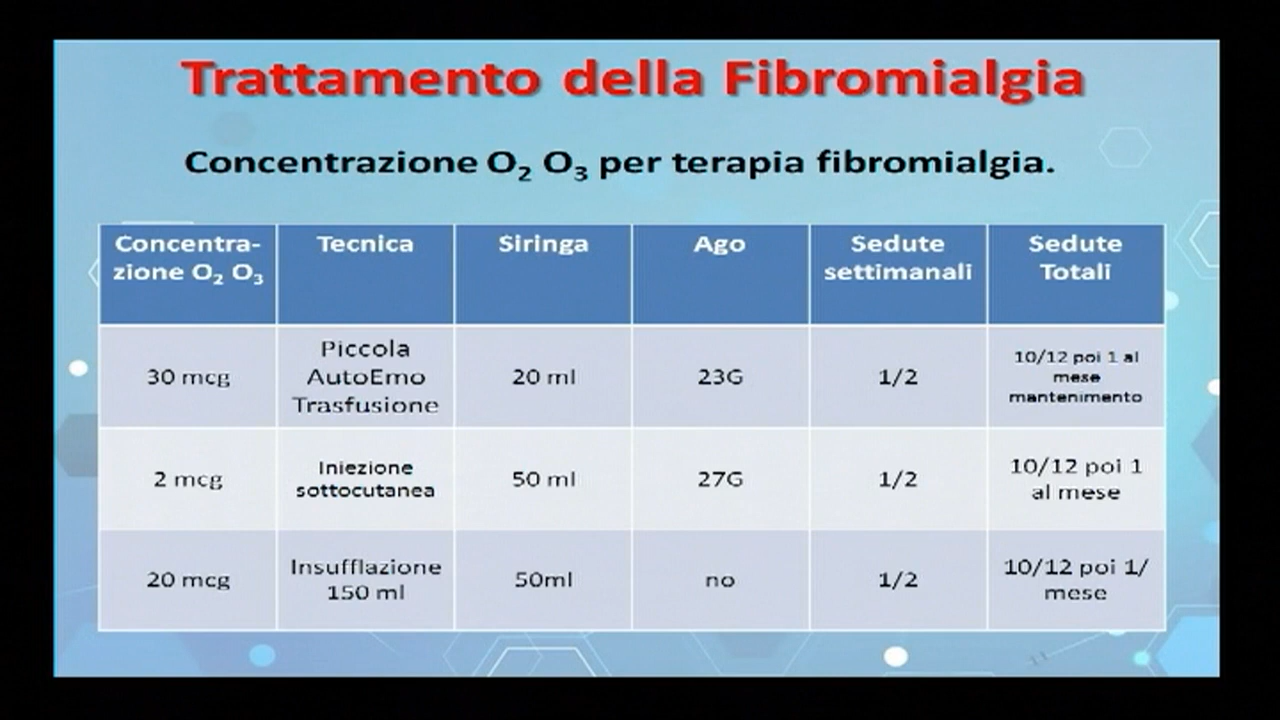 Trattamento della Fibromialgia
Concentrazione O₂ O₃ per terapia fibromialgia.
Concentra-
zione O₂ O₃
Tecnica
Siringa
Ago
Sedute
settimanali
Sedute
Totali
30 mcg
Piccola
AutoEmo
Trasfusione
20 ml
23G
1/2
10/12 poi 1 al
mese
mantenimento
2 mcg
Iniezione
sottocutanea
50 ml
27G
1/2
10/12 poi 1
al mese
20 mcg
Insufflazione
150 ml
50ml
no
1/2
10/12 poi 1/
mese